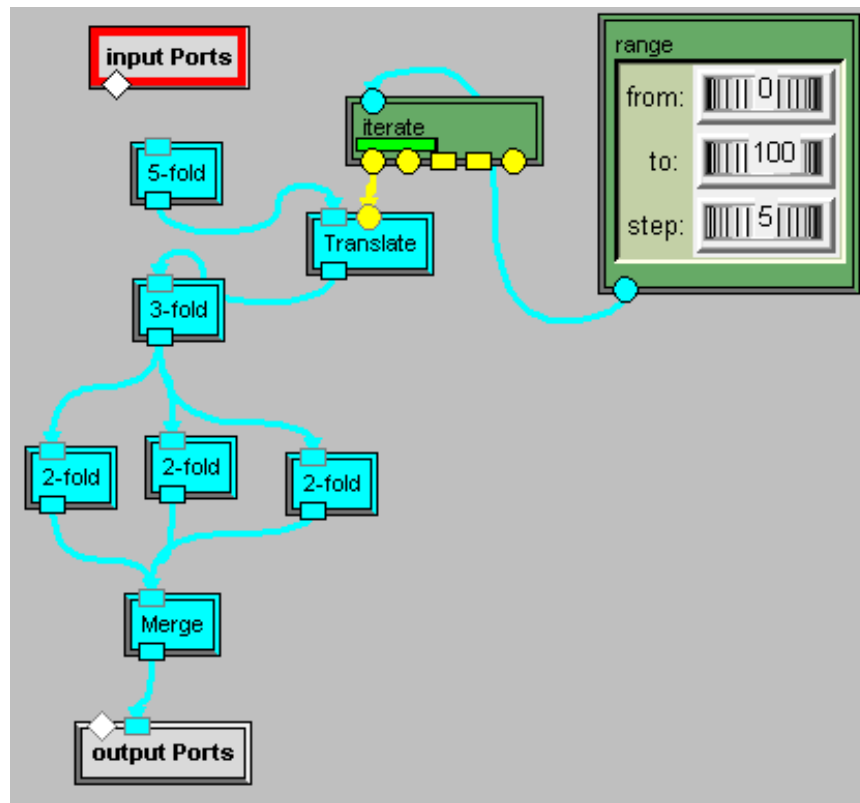 input Ports
range
from: 0
iterate
to: 100
5-fold
step: 5
Translate
3-fold
2-fold
2-fold
2-fold
Merge
output Ports